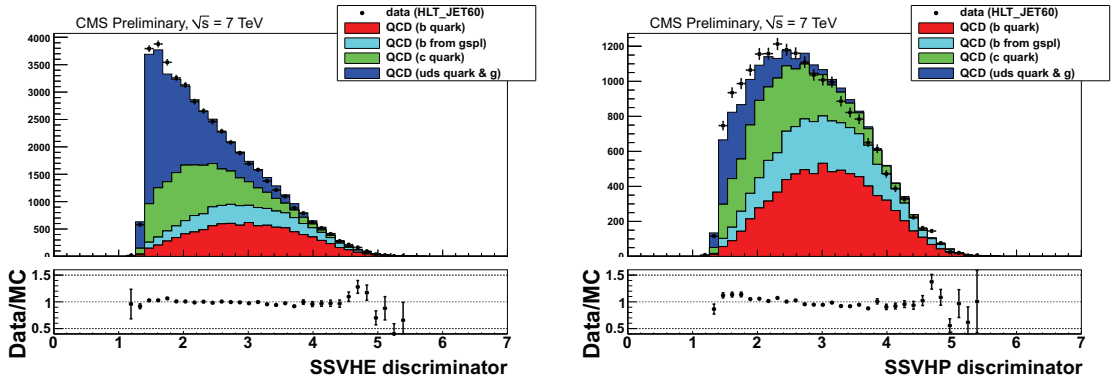 CMS Preliminary, √s = 7 TeV
data (HLT_JET60)
QCD (b quark)
QCD (b from gspl)
QCD (c quark)
QCD (uds quark & g)
4000
3500
3000
2500
2000
1500
1000
500
0
Data/MC
1.5
1
0.5
0 1 2 3 4 5 6 7
SSVHE discriminator
CMS Preliminary, √s = 7 TeV
data (HLT_JET60)
QCD (b quark)
QCD (b from gspl)
QCD (c quark)
QCD (uds quark & g)
1200
1000
800
600
400
200
0
Data/MC
1.5
1
0.5
0 1 2 3 4 5 6 7
SSVHP discriminator